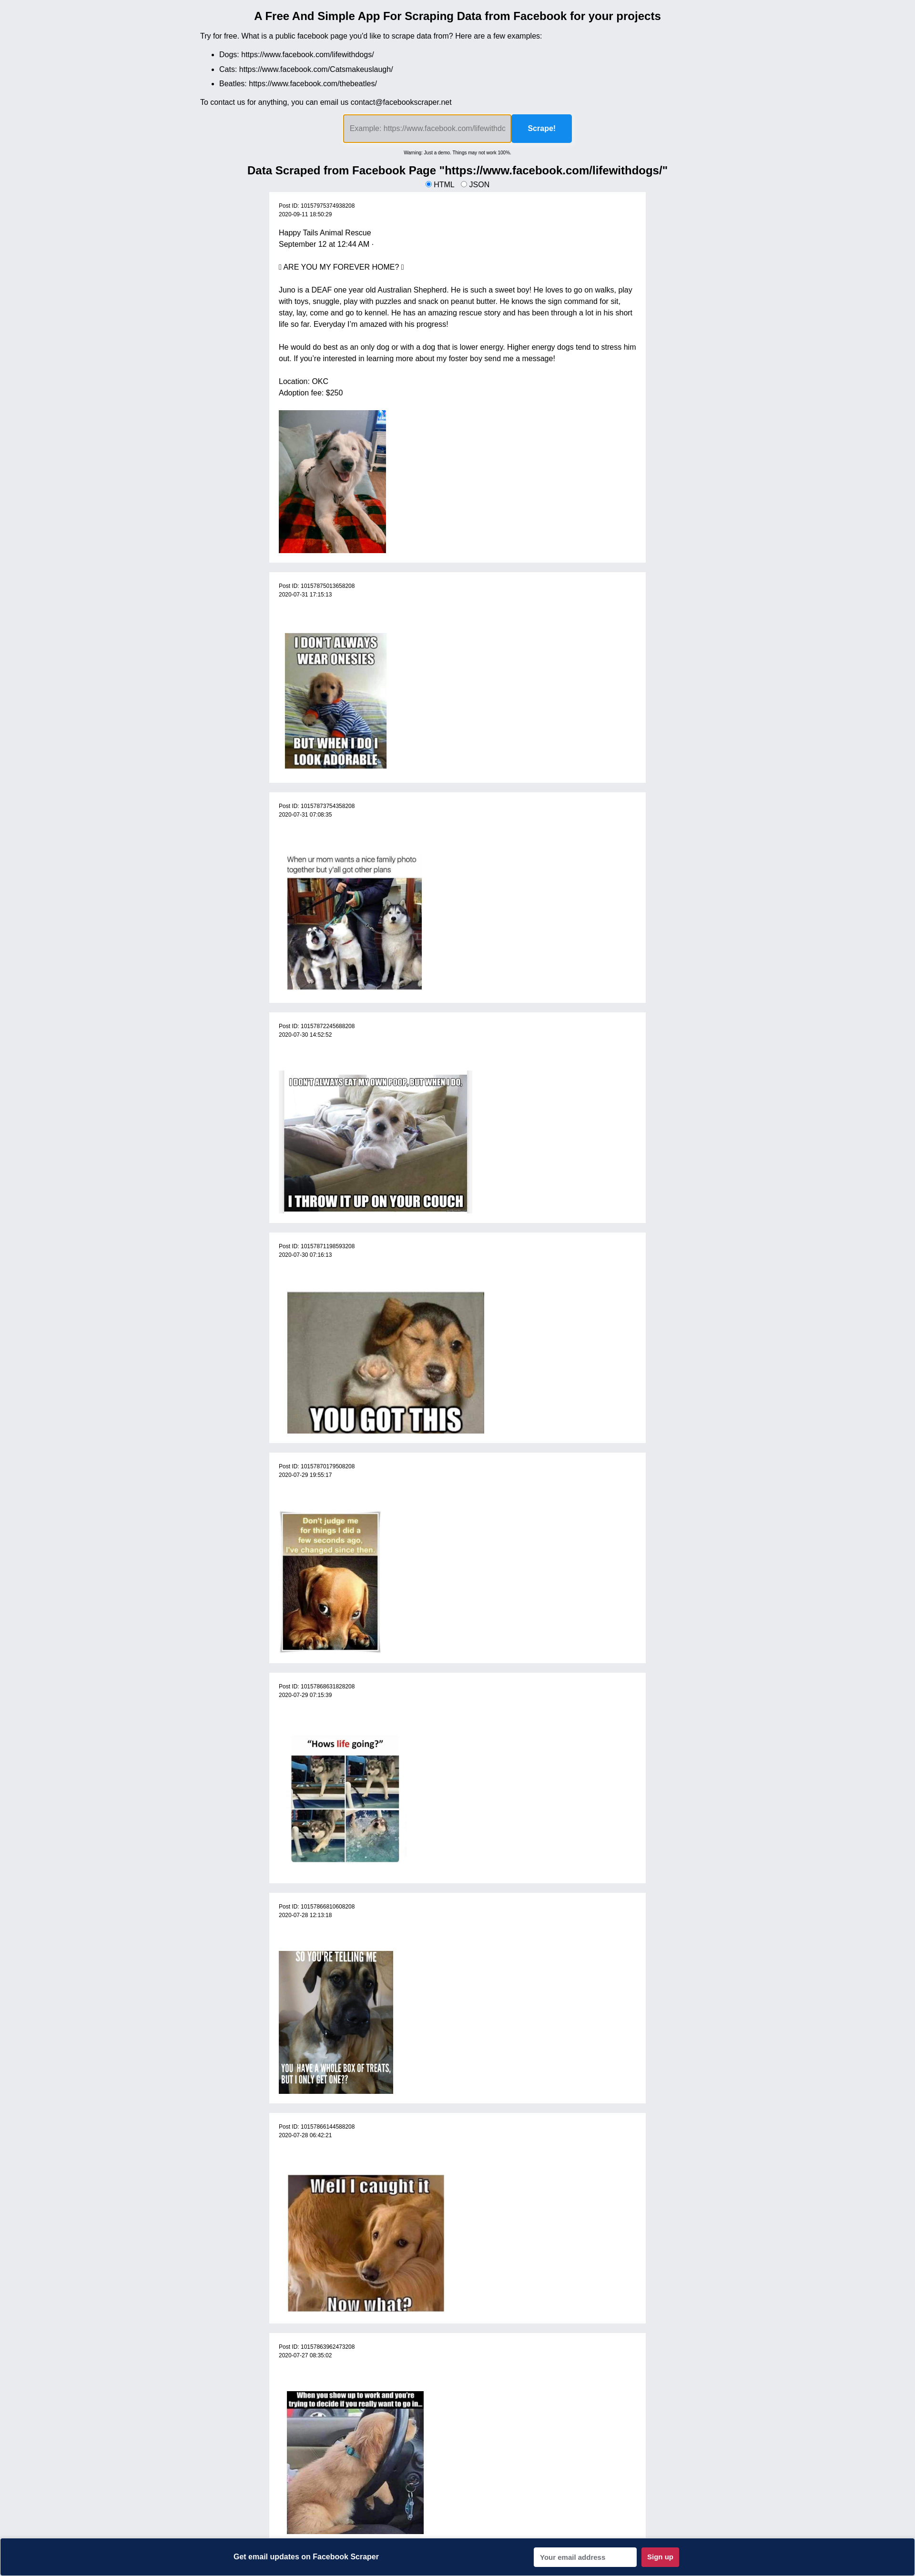 A Free And Simple App For Scraping Data from Facebook for your projects
Try for free. What is a public facebook page you'd like to scrape data from? Here are a few examples:
Dogs: https://www.facebook.com/lifewithdogs/
Cats: https://www.facebook.com/Catsmakeuslaugh/
Beatles: https://www.facebook.com/thebeatles/
To contact us for anything, you can email us contact@facebookscraper.net
Example: https://www.facebook.com/lifewithdc
Scrape!
Warning: Just a demo. Things may not work 100%.
Data Scraped from Facebook Page "https://www.facebook.com/lifewithdogs/"
HTML JSON
Post ID: 10157975374938208
2020-09-11 18:50:29
Happy Tails Animal Rescue
September 12 at 12:44 AM ·
ARE YOU MY FOREVER HOME?
Juno is a DEAF one year old Australian Shepherd. He is such a sweet boy! He loves to go on walks, play
with toys, snuggle, play with puzzles and snack on peanut butter. He knows the sign command for sit,
stay, lay, come and go to kennel. He has an amazing rescue story and has been through a lot in his short
life so far. Everyday I'm amazed with his progress!
He would do best as an only dog or with a dog that is lower energy. Higher energy dogs tend to stress him
out. If you're interested in learning more about my foster boy send me a message!
Location: OKC
Adoption fee: $250
Post ID: 10157875013658208
2020-07-31 17:15:13
I DON'T ALWAYS
WEAR ONESIES
BUT WHEN I DO I
LOOK ADORABLE
Post ID: 10157873754358208
2020-07-31 07:08:35
When ur mom wants a nice family photo
together but y'all got other plans
Post ID: 10157872245688208
2020-07-30 14:52:52
I DON'T ALWAYS EAT MY OWN POOP, BUT WHEN I DO,
I THROW IT UP ON YOUR COUCH
Post ID: 10157871198593208
2020-07-30 07:16:13
YOU GOT THIS
Post ID: 10157870179508208
2020-07-29 19:55:17
Don't judge me
for things I did a
few seconds ago,
I've changed since then.
Post ID: 10157868631828208
2020-07-29 07:15:39
“Hows life going?”
Post ID: 10157866810608208
2020-07-28 12:13:18
SO YOU'RE TELLING ME
YOU HAVE A WHOLE BOX OF TREATS,
BUT I ONLY GET ONE??
Post ID: 10157866144588208
2020-07-28 06:42:21
Well I caught it
Now what?
Post ID: 10157863962473208
2020-07-27 08:35:02
When you show up to work and you're
trying to decide if you really want to go in...
Get email updates on Facebook Scraper
Your email address
Sign up